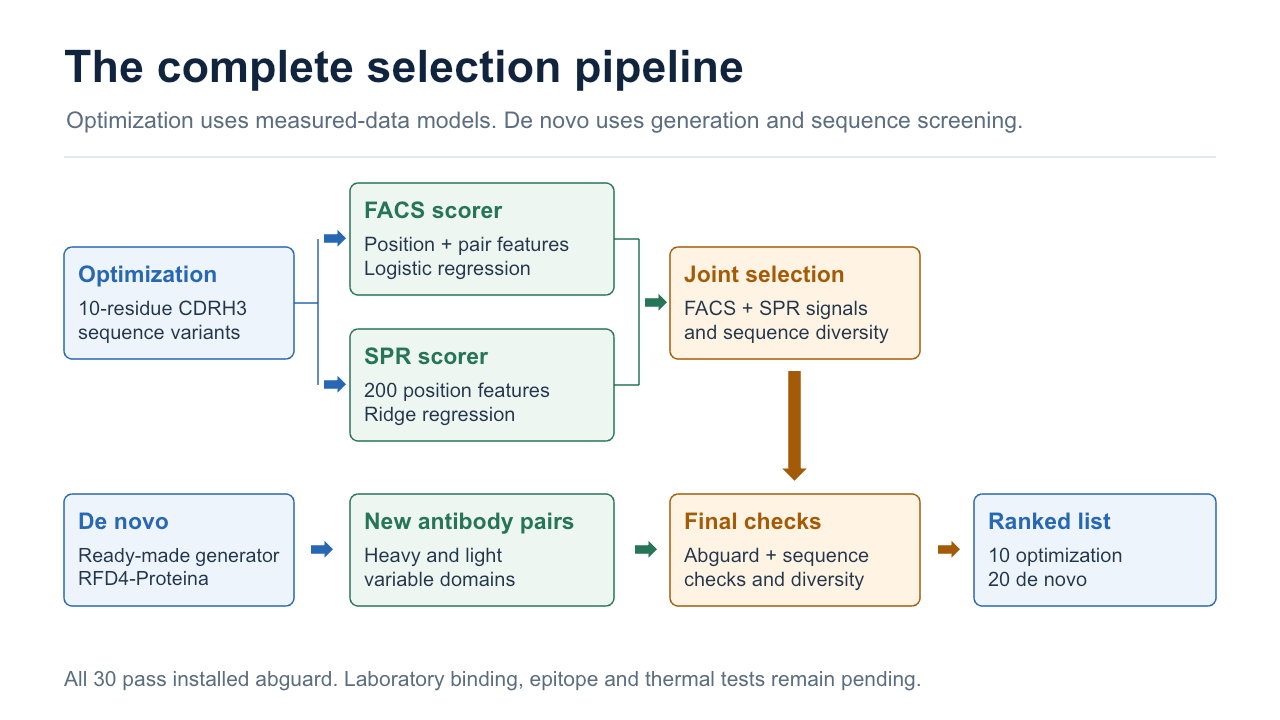 The complete selection pipeline
Optimization uses measured-data models. De novo uses generation and sequence screening.
Optimization
10-residue CDRH3
sequence variants
FACS scorer
Position + pair features
Logistic regression
SPR scorer
200 position features
Ridge regression
Joint selection
FACS + SPR signals
and sequence diversity
De novo
Ready-made generator
RFD4-Proteina
New antibody pairs
Heavy and light
variable domains
Final checks
Abguard + sequence
checks and diversity
Ranked list
10 optimization
20 de novo
All 30 pass installed abguard. Laboratory binding, epitope and thermal tests remain pending.